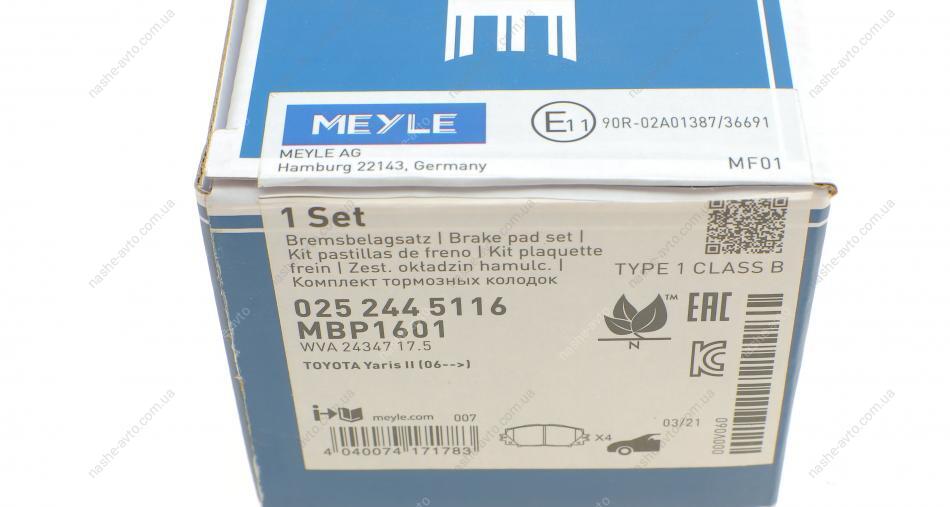 MEYLE
E11 90R-02A01387/36691
MEYLE AG
Hamburg 22143, Germany
MF01
1 Set
Bremsbelagsatz | Brake pad set |
Kit pastillas de freno | Kit plaquette
frein | Zest. okładzin hamulc. |
Комплект тормозных колодок
TYPE 1 CLASS B
025 244 5116
MBP1601
WVA 24347 17.5
TOYOTA Yaris II (06-->)
TM
N
EAC
meyle.com 007
4 040074 171783
X4
03/21
000V060
nashe-avto.com.ua